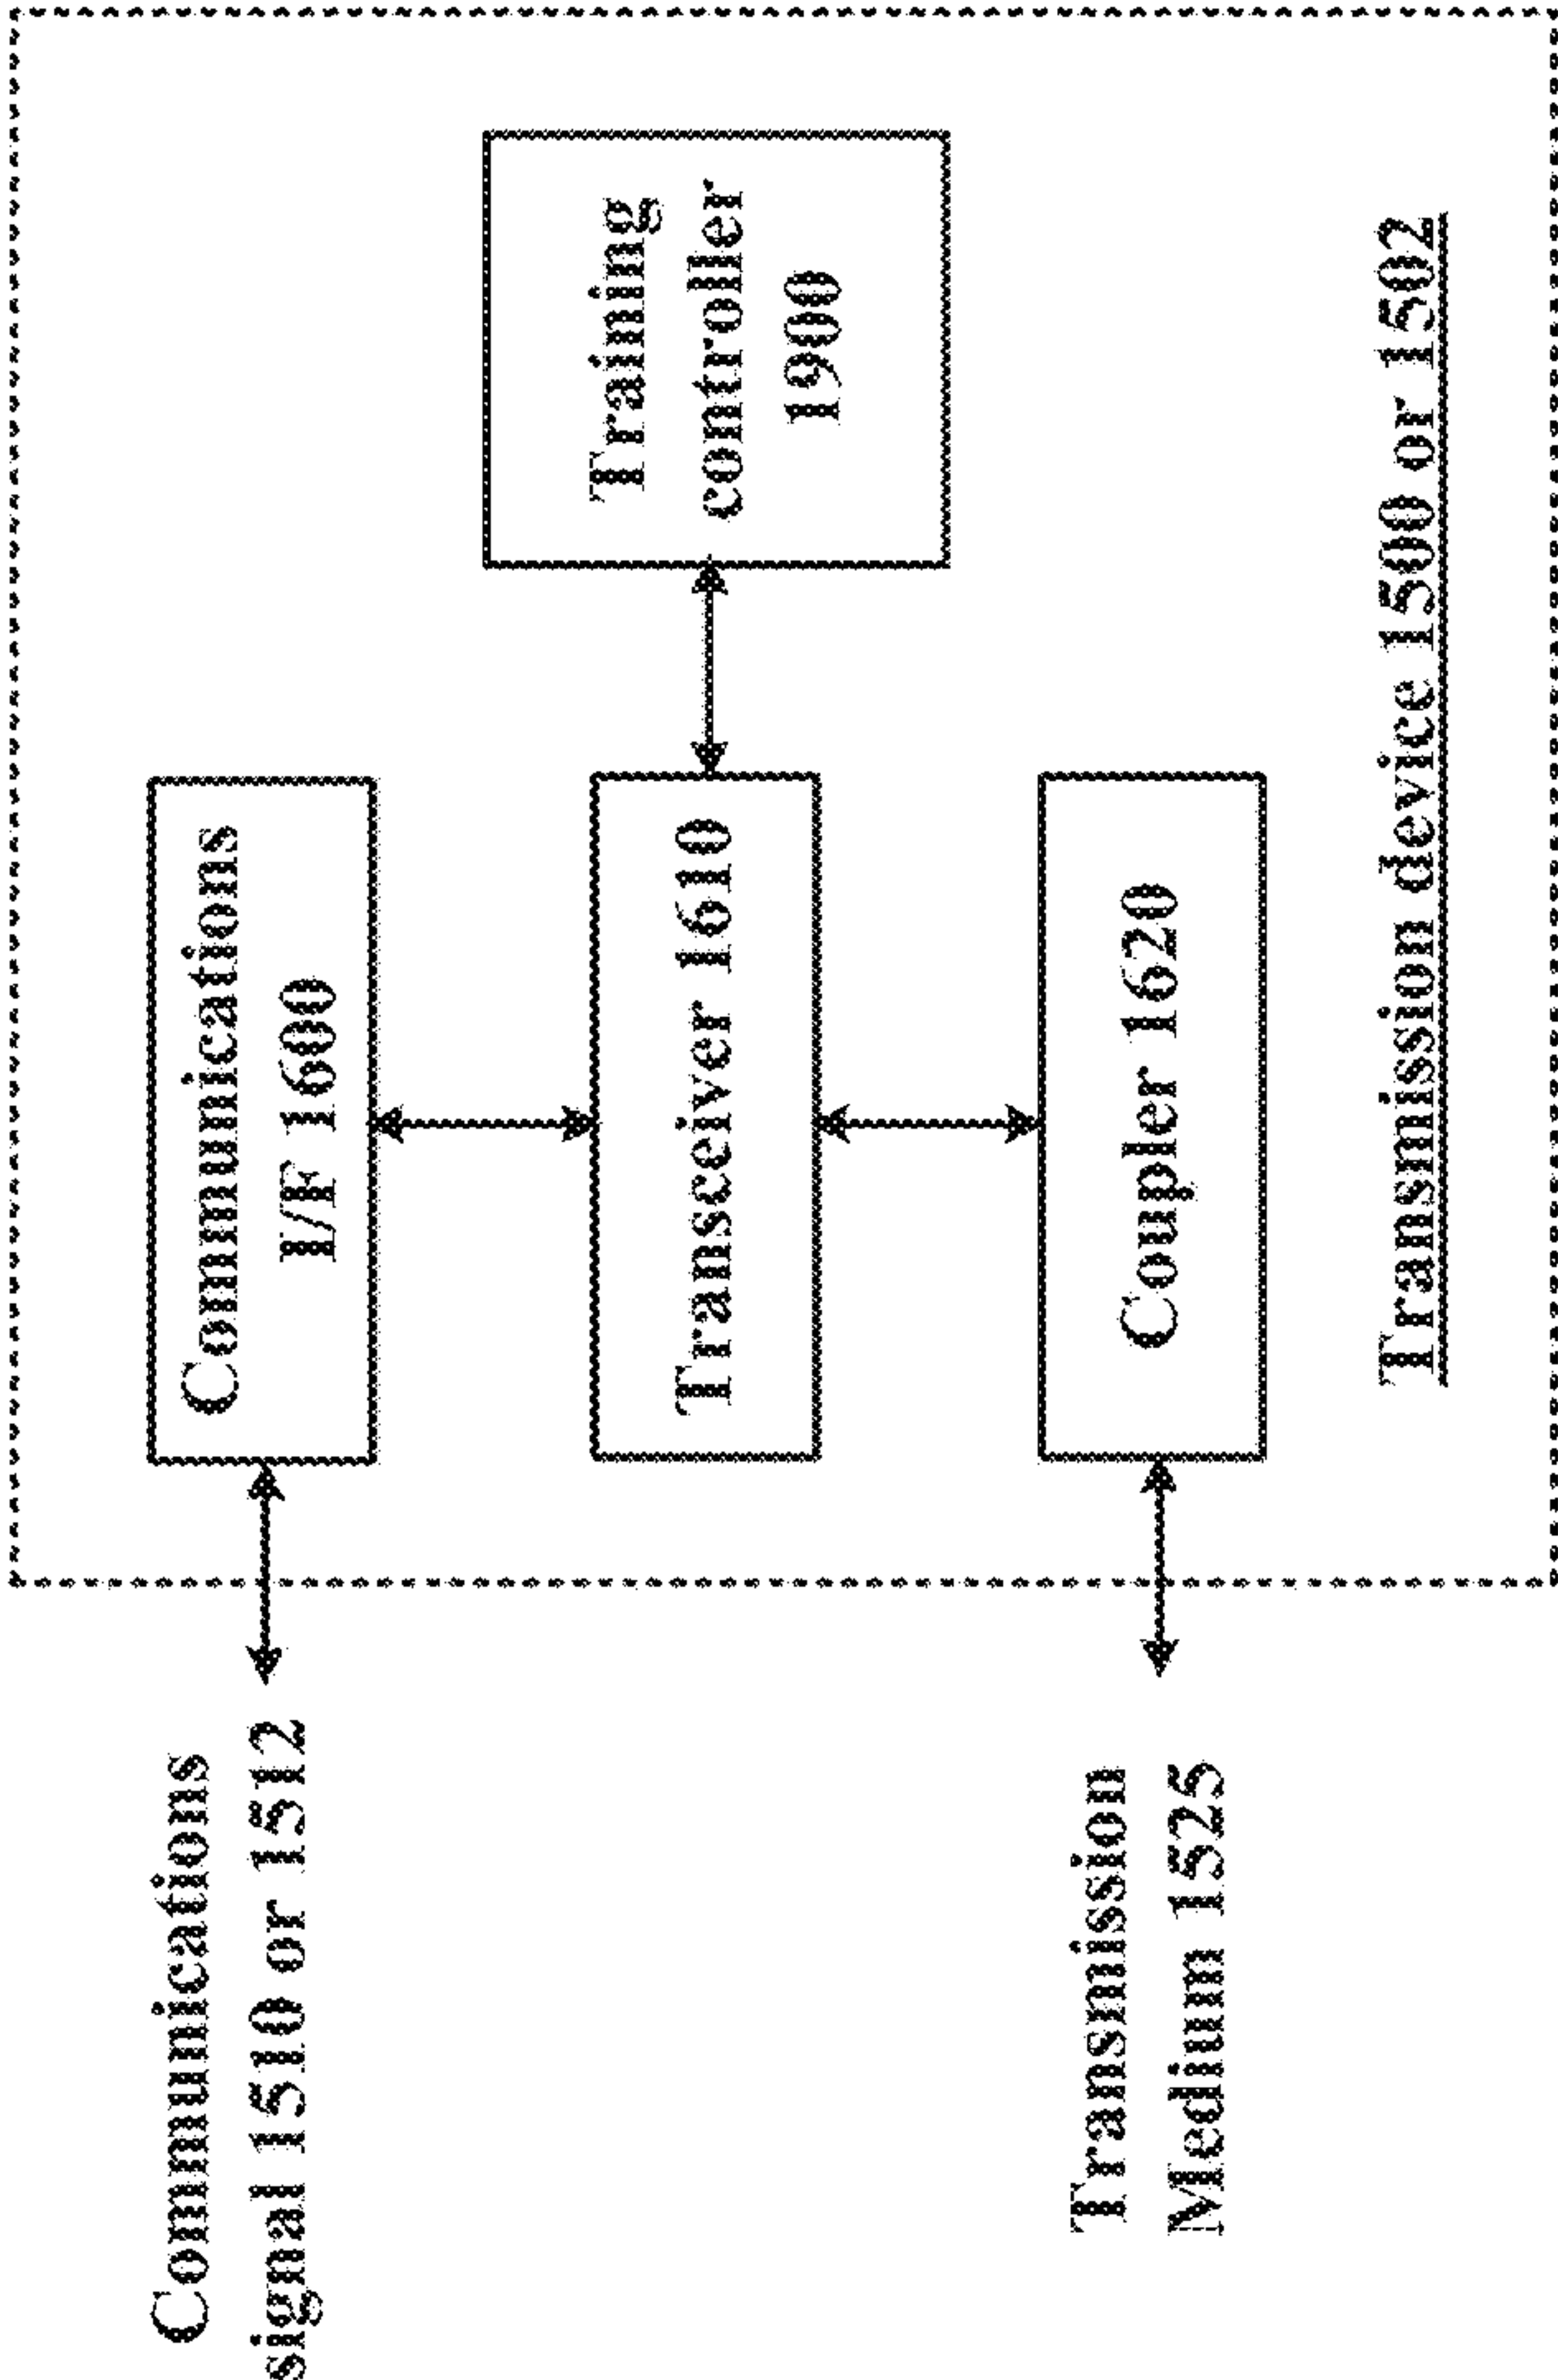 Communications
signal 1510 or 1512
Transmission
Medium 1525
Communications
I/F 1600
Transceiver 1610
Coupler 1620
Training
controller
1900
Transmission device 1500 or 1502